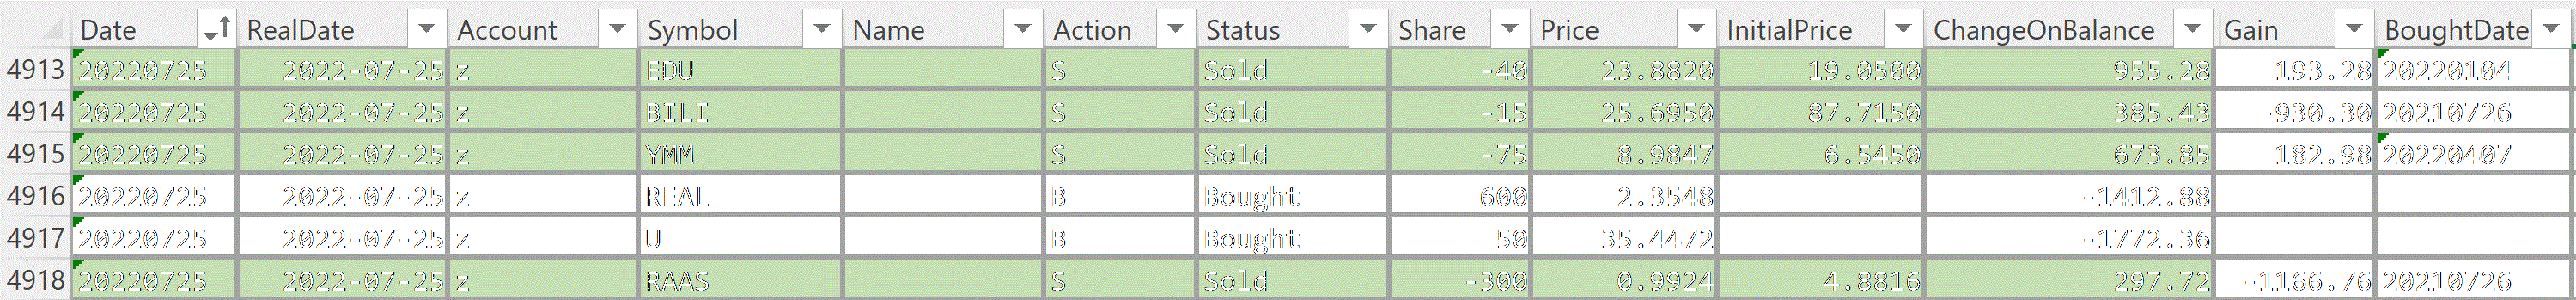 Date RealDate Account Symbol Name Action Status Share Price InitialPrice ChangeOnBalance Gain BoughtDate
4913 20220725 2022-07-25 z EDU S Sold -40 23.8820 19.0500 955.28 193.28 20220104
4914 20220725 2022-07-25 z BILI S Sold -15 25.6950 87.7150 385.43 -930.30 20210726
4915 20220725 2022-07-25 z YMM S Sold -75 8.9847 6.5450 673.85 182.98 20220407
4916 20220725 2022-07-25 z REAL B Bought 600 2.3548 -1412.88
4917 20220725 2022-07-25 z U B Bought 50 35.4472 -1772.36
4918 20220725 2022-07-25 z RAAS S Sold -300 0.9924 4.8816 297.72 -1166.76 20210726